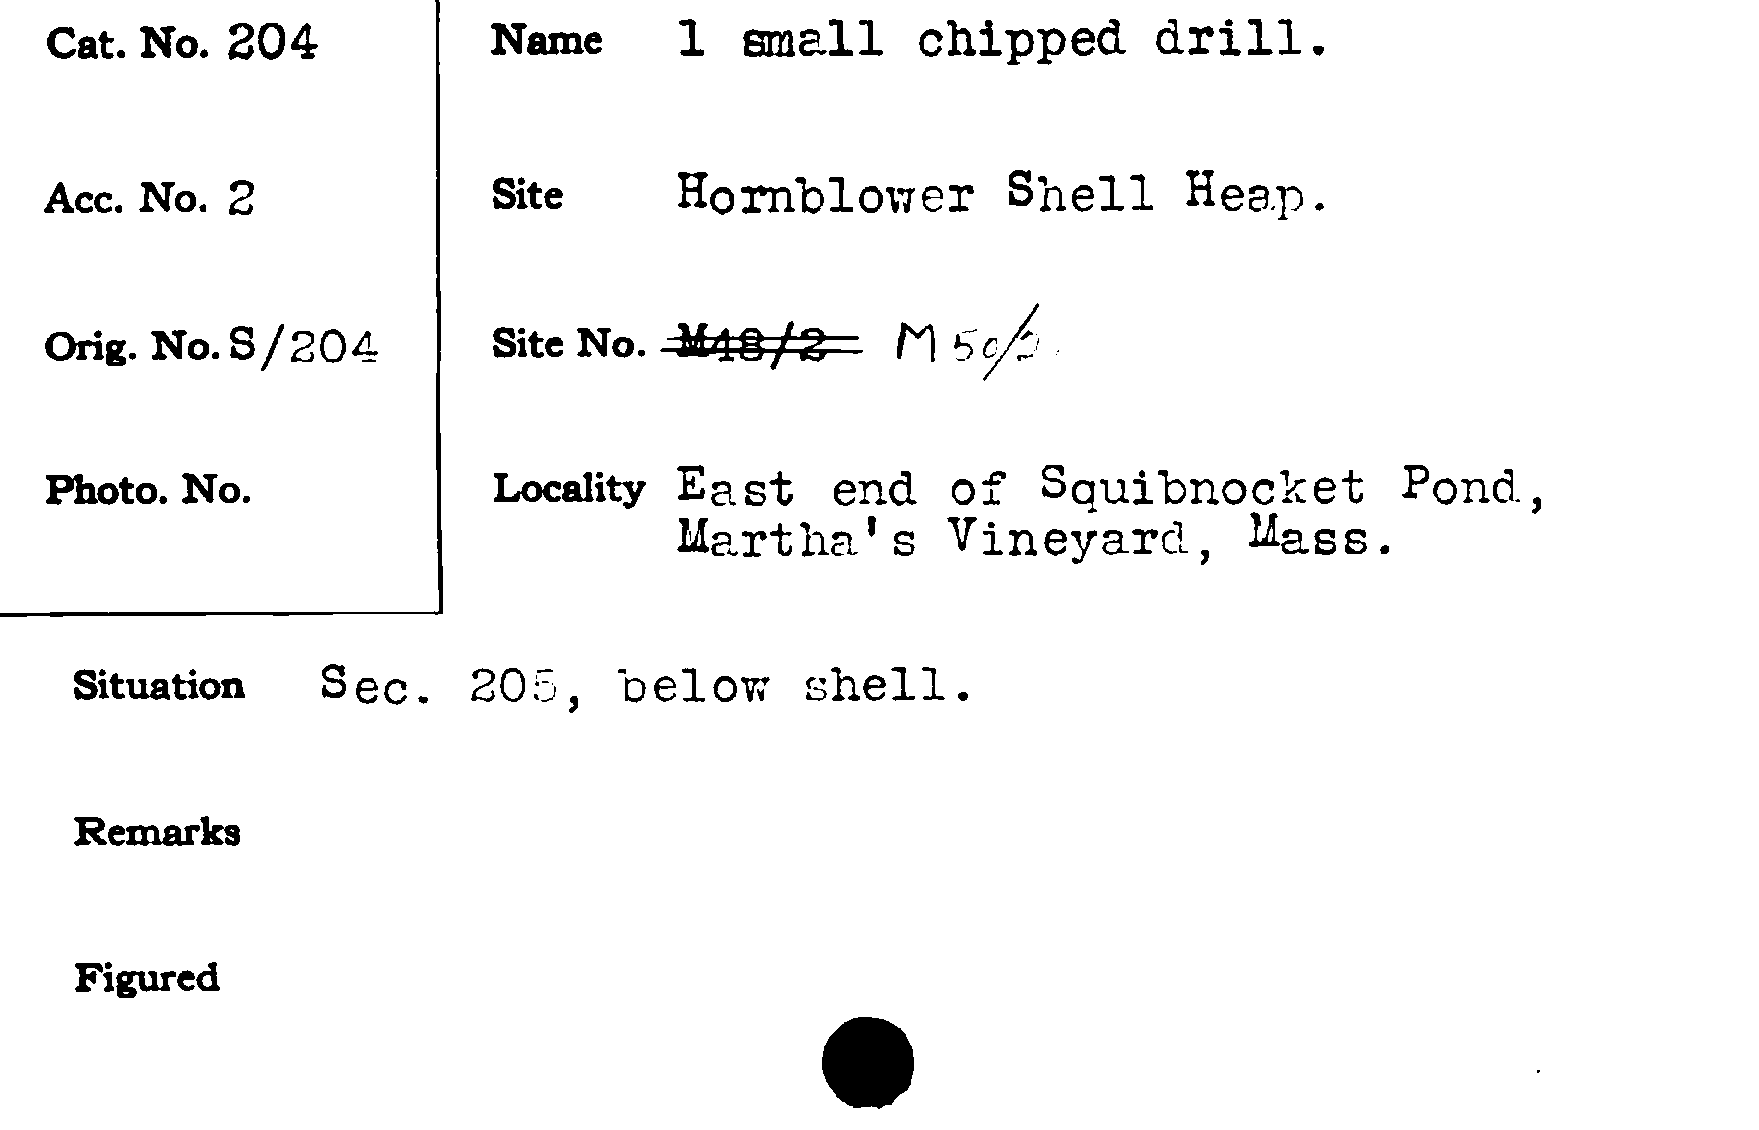 Cat. No. 204
Name 1 small chipped drill.
Acc. No. 2
Site Hornblower Shell Heap.
Orig. No. S/204
Site No. M48/2 M 50/2
Photo. No.
Locality East end of Squibnocket Pond,
Martha's Vineyard, Mass.
Situation Sec. 205, below shell.
Remarks
Figured